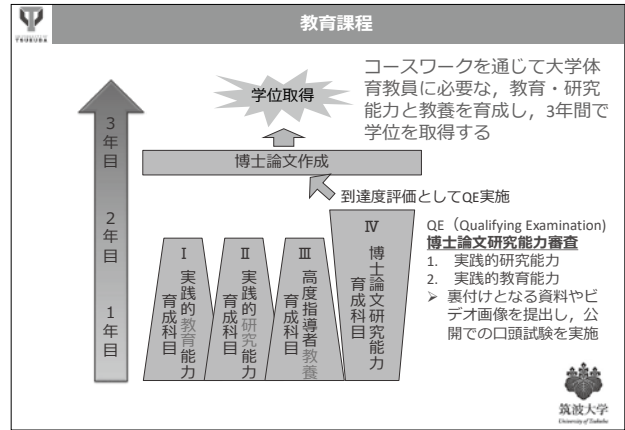 教育課程
コースワークを通じて大学体
育教員に必要な，教育・研究
能力と教養を育成し，3年間で
学位を取得する
学位取得
博士論文作成
到達度評価としてQE実施
3年目
2年目
1年目
Ⅰ
実践的教育能力
育成科目
Ⅱ
実践的研究能力
育成科目
Ⅲ
高度指導者教養
育成科目
Ⅳ
博士論文研究能力
育成科目
QE（Qualifying Examination)
博士論文研究能力審査
1. 実践的研究能力
2. 実践的教育能力
➢ 裏付けとなる資料やビ
デオ画像を提出し，公
開での口頭試験を実施
筑波大学
University of Tsukuba